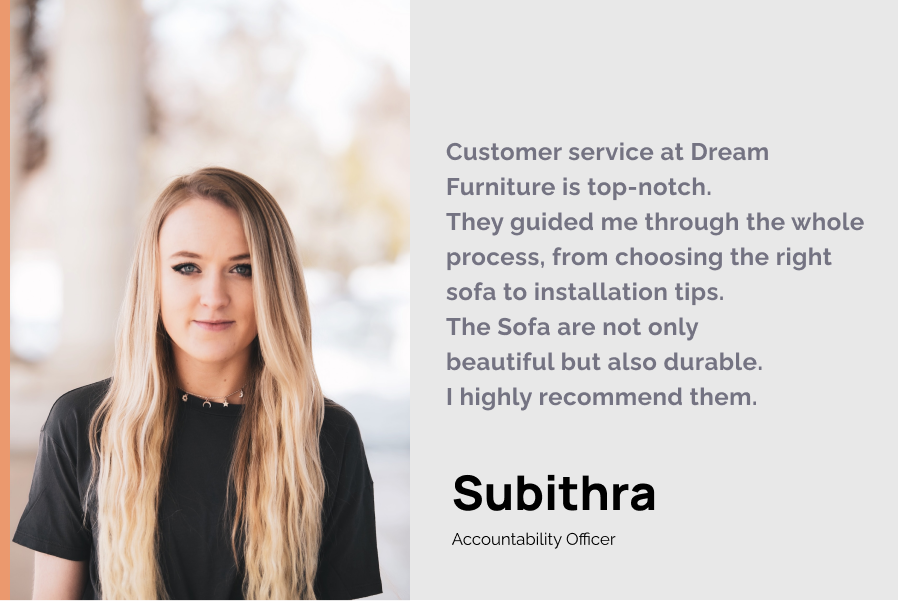 Customer service at Dream
Furniture is top-notch.
They guided me through the whole
process, from choosing the right
sofa to installation tips.
The Sofa are not only
beautiful but also durable.
I highly recommend them.
Subithra
Accountability Officer